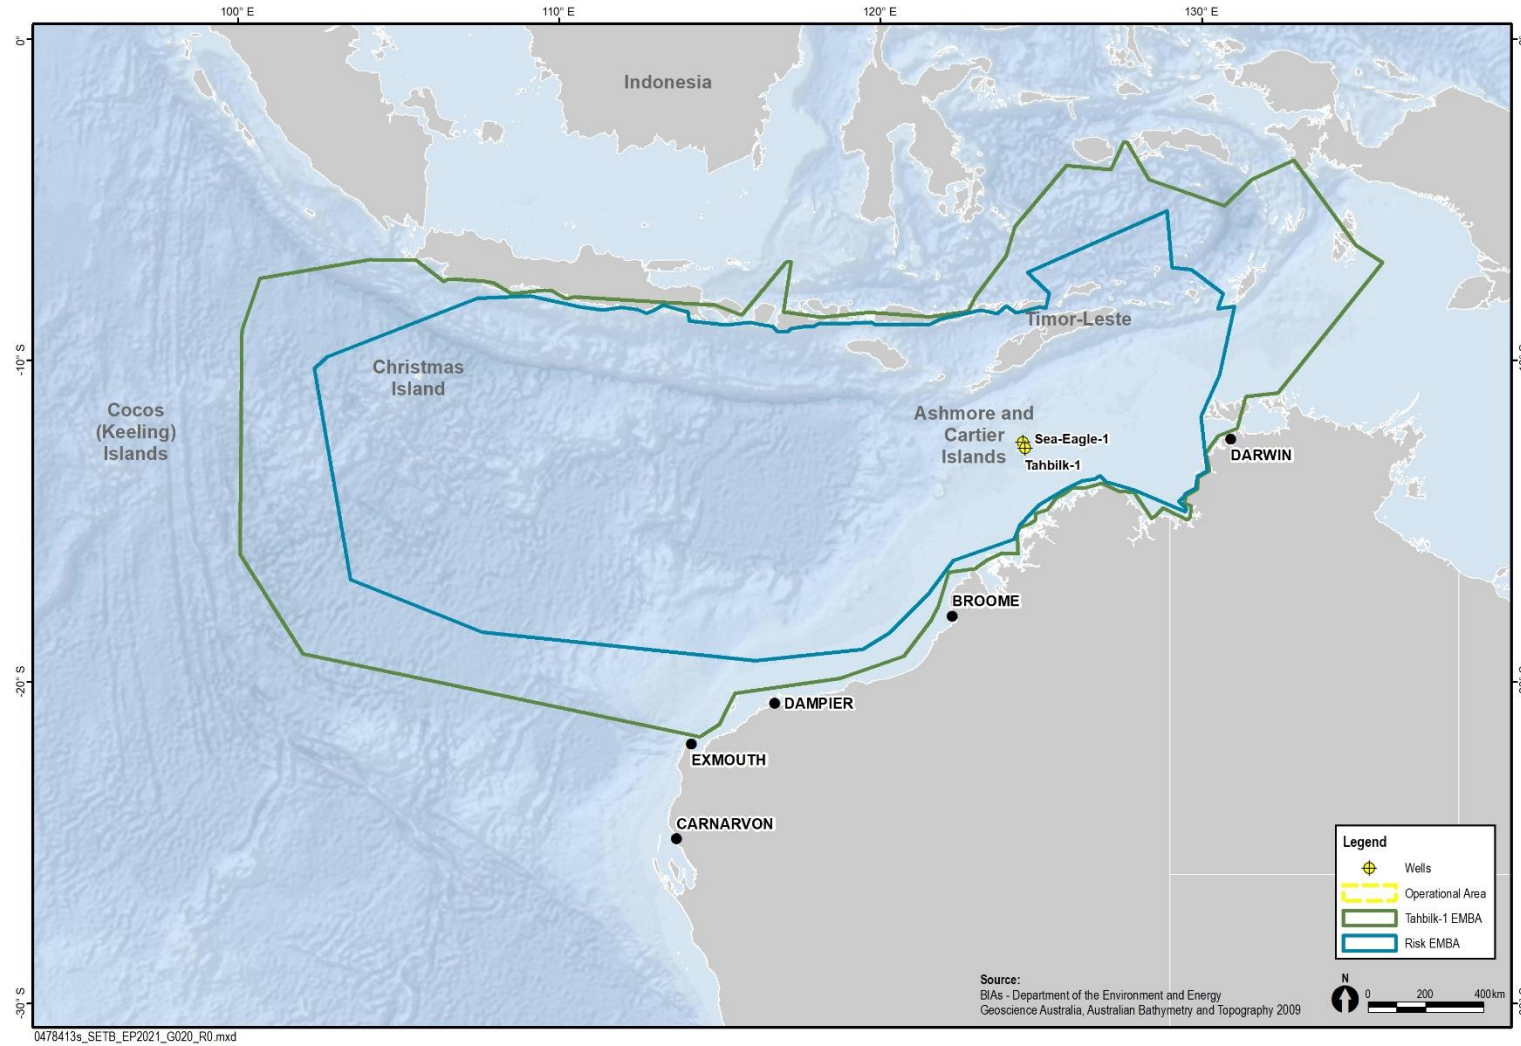 100° E
110° E
120° E
130° E
0°
Indonesia
Timor-Leste
10° S
Christmas
Island
Cocos
(Keeling)
Islands
Ashmore and
Cartier
Islands
Sea-Eagle-1
Tahbilk-1
DARWIN
BROOME
20° S
DAMPIER
EXMOUTH
CARNARVON
Legend
Wells
Operational Area
Tahbilk-1 EMBA
Risk EMBA
Source:
BIAs - Department of the Environment and Energy
Geoscience Australia, Australian Bathymetry and Topography 2009
N
0 200 400km
-30° S
0478413s_SETB_EP2021_G020_R0.mxd